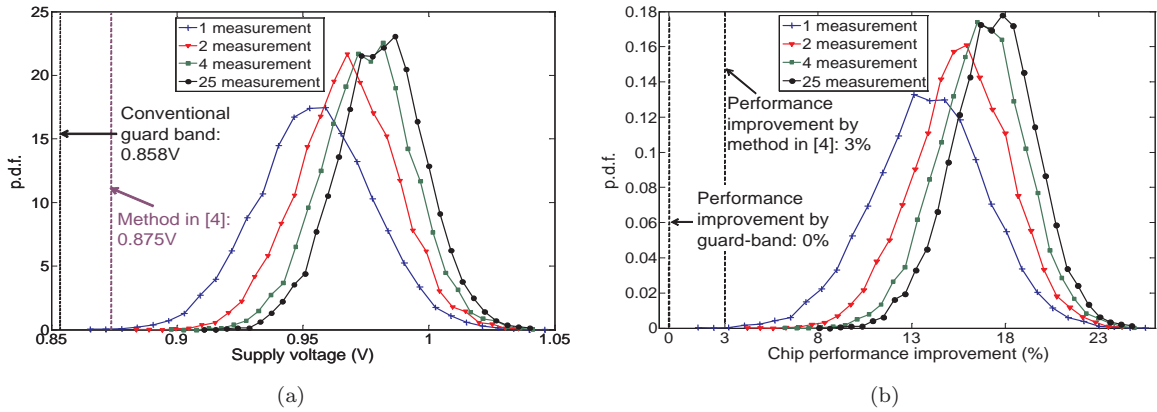 25
20
15
10
5
0
p.d.f.
1 measurement
2 measurement
4 measurement
25 measurement
Conventional
guard band:
0.858V
Method in [4]:
0.875V
0.85
0.9
0.95
1
1.05
Supply voltage (V)
(a)
0.18
0.16
0.14
0.12
0.1
0.08
0.06
0.04
0.02
0
p.d.f.
1 measurement
2 measurement
4 measurement
25 measurement
Performance
improvement by
method in [4]: 3%
Performance
improvement by
guard-band: 0%
0
3
8
13
18
23
Chip performance improvement (%)
(b)